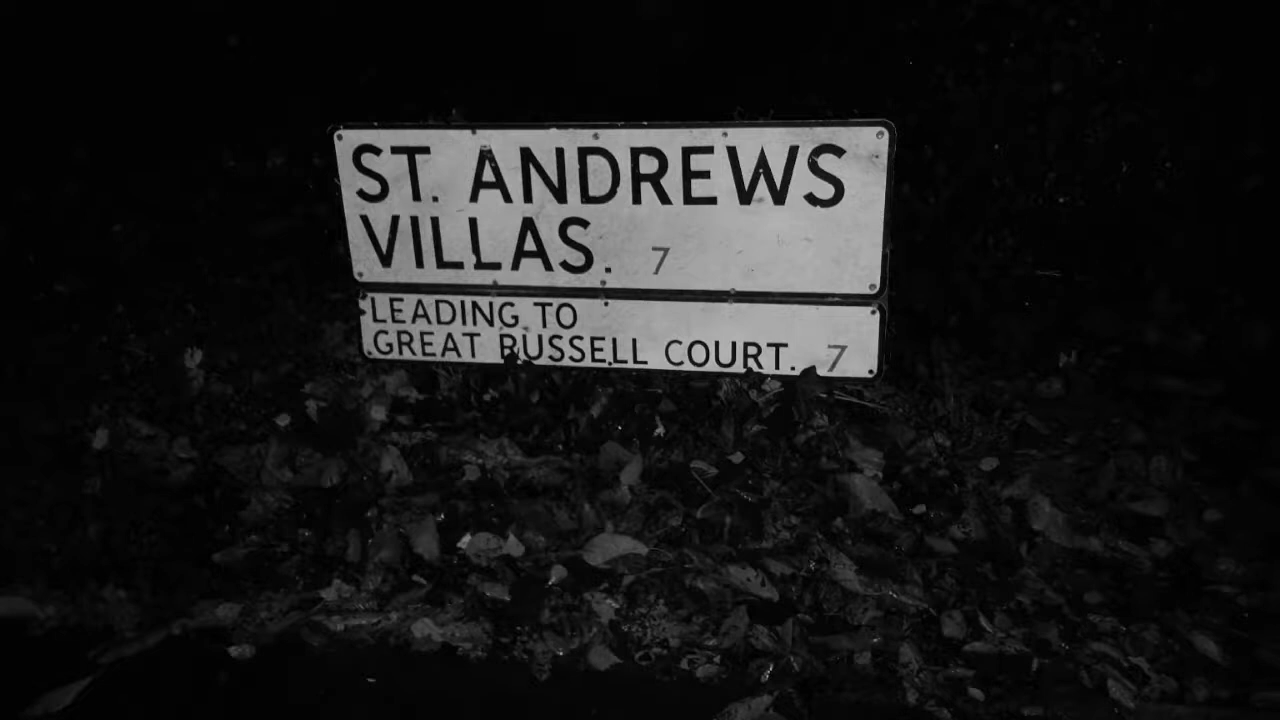 ST. ANDREWS
VILLAS. 7
LEADING TO
GREAT RUSSELL COURT. 7